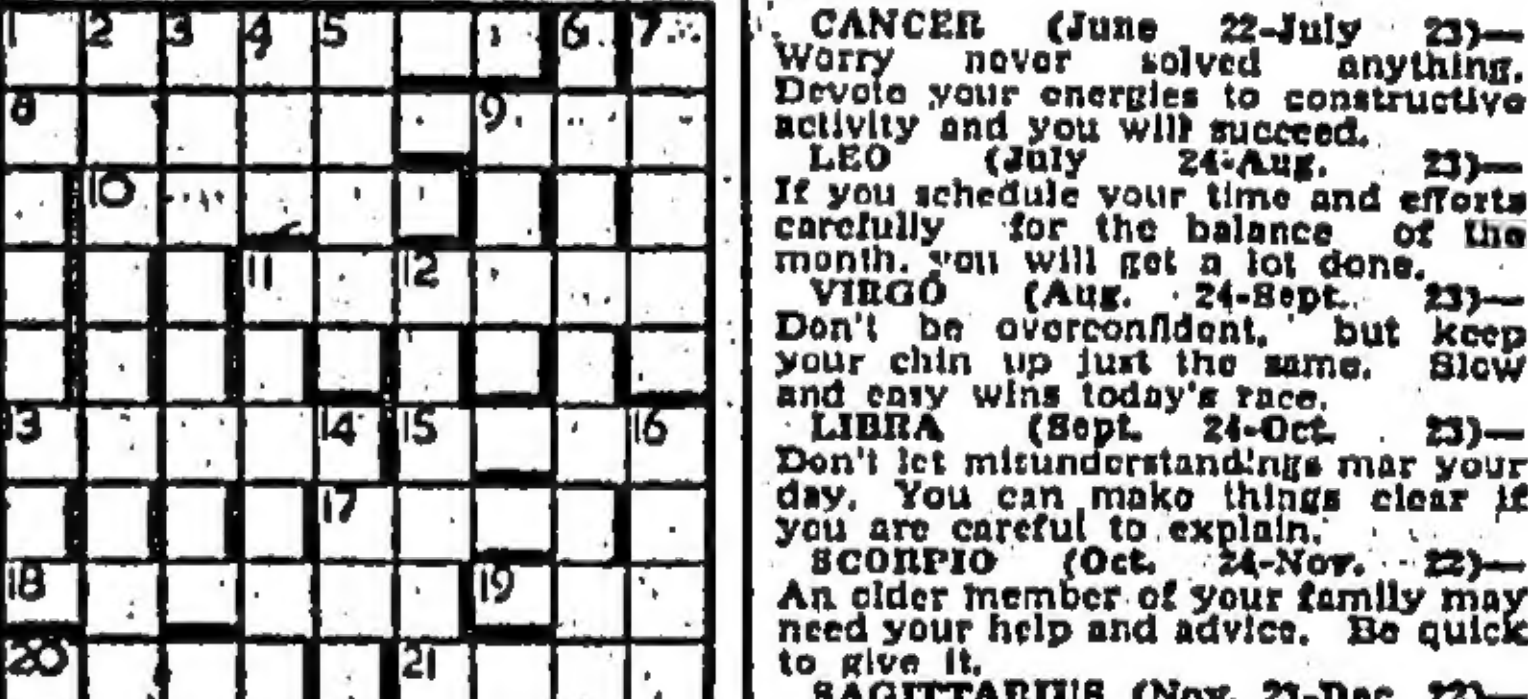 1 2 3 4 5 6 7
8 9
10
11 12
13 14 15 16
17
18 19
20 21
CANCER (June 22-July 23)—
Worry never solved anything.
Devote your energies to constructive
activity and you will succeed.
LEO (July 24-Aug. 23)—
If you schedule your time and efforts
carefully for the balance of the
month, you will get a lot done.
VIRGO (Aug. 24-Sept. 23)—
Don't be overconfident, but keep
your chin up just the same. Slow
and easy wins today's race.
LIBRA (Sept. 24-Oct. 23)—
Don't let misunderstandings mar your
day. You can make things clear if
you are careful to explain.
SCORPIO (Oct. 24-Nov. 22)—
An older member of your family may
need your help and advice. Be quick
to give it.
SAGITTARIUS (Nov. 23-Dec. 22)—